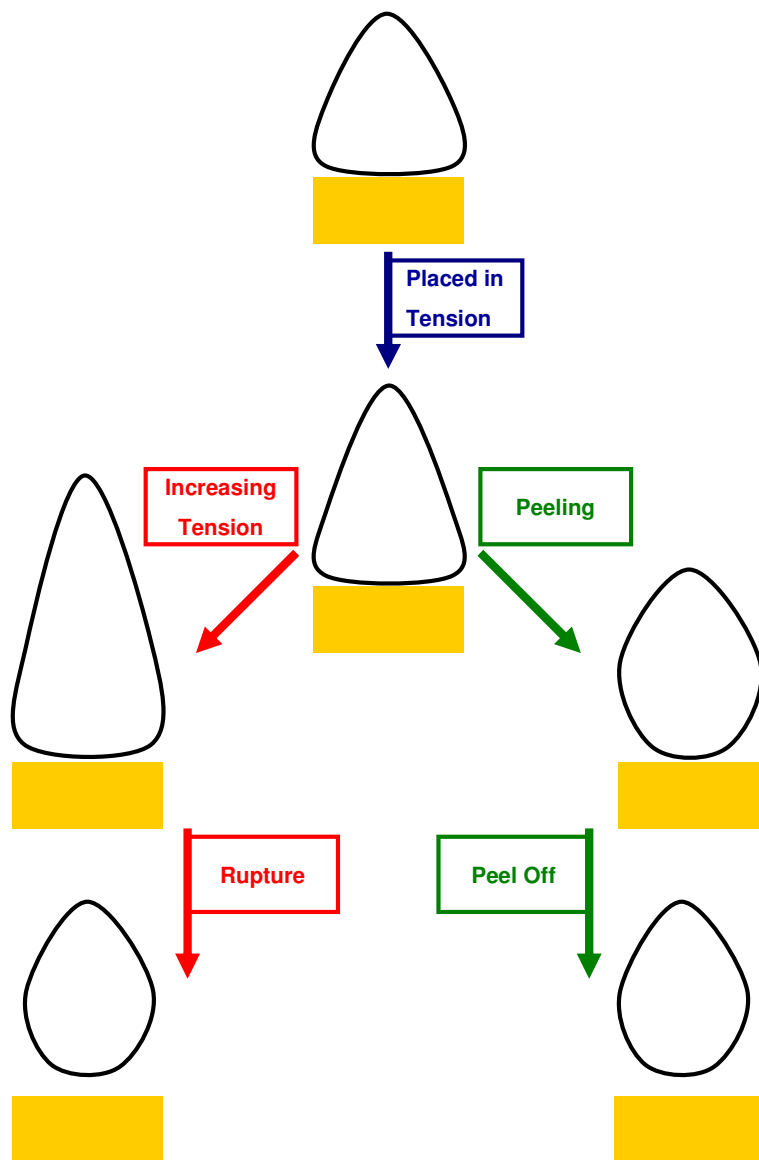 Placed in
Tension
Increasing
Tension
Peeling
Rupture
Peel Off